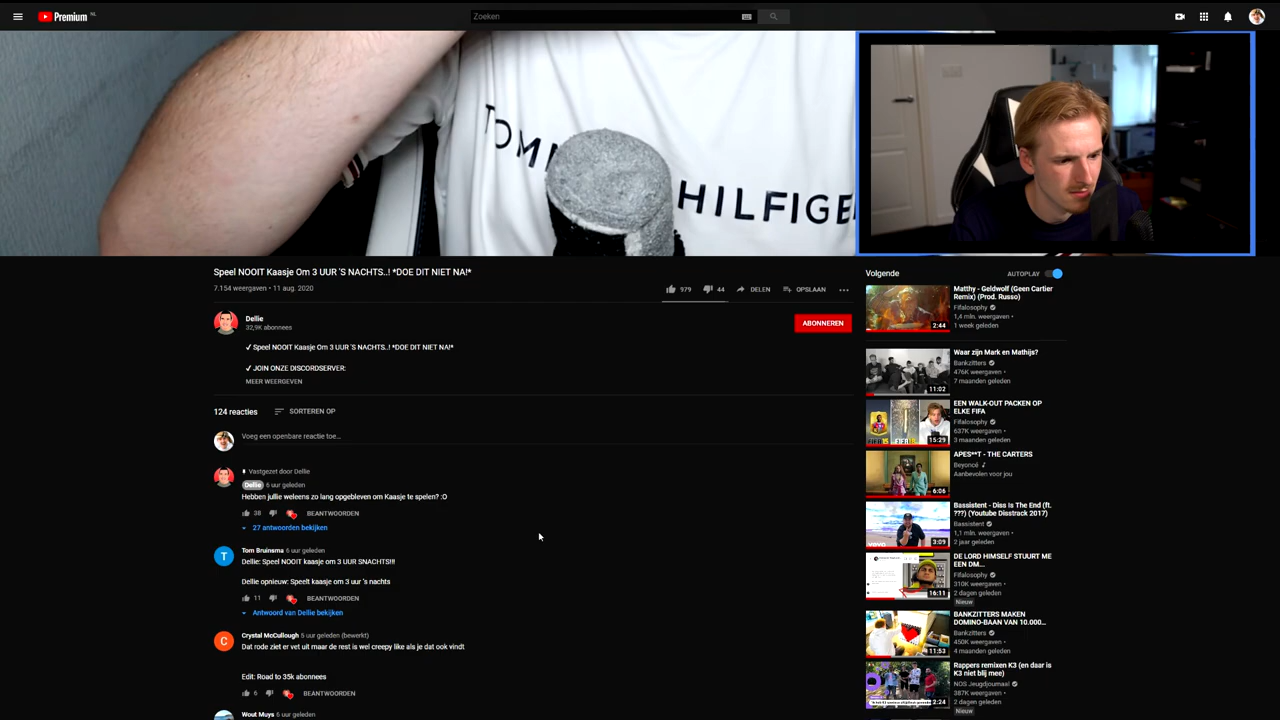 Premium NL
Zoeken
TOMM HILFIGE
Speel NOOIT Kaasje Om 3 UUR 'S NACHTS..! *DOE DIT NIET NA!*
7.154 weergaven • 11 aug. 2020
979
44
DELEN
OPSLAAN
Dellie
32,9K abonnees
ABONNEREN
✓ Speel NOOIT Kaasje Om 3 UUR 'S NACHTS..! *DOE DIT NIET NA!*
✓ JOIN ONZE DISCORDSERVER:
MEER WEERGEVEN
124 reacties
SORTEREN OP
Voeg een openbare reactie toe...
Vastgezet door Dellie
Dellie 6 uur geleden
Hebben jullie weleens zo lang opgebleven om Kaasje te spelen? :O
38
BEANTWOORDEN
27 antwoorden bekijken
T
Tom Bruinsma 6 uur geleden
Dellie: Speel NOOIT kaasje om 3 UUR SNACHTS!!!
Dellie opnieuw: Speelt kaasje om 3 uur 's nachts
11
BEANTWOORDEN
Antwoord van Dellie bekijken
C
Crystal McCullough 5 uur geleden (bewerkt)
Dat rode ziet er vet uit maar de rest is wel creepy like als je dat ook vindt
Edit: Road to 35k abonnees
6
BEANTWOORDEN
Wout Muys 6 uur geleden
Volgende
AUTOPLAY
Matthy - Geldwolf (Geen Cartier
Remix) (Prod. Russo)
Fifalosophy
1,4 mln. weergaven •
1 week geleden
2:44
Waar zijn Mark en Mathijs?
Bankzitters
476K weergaven •
7 maanden geleden
11:02
EEN WALK-OUT PACKEN OP
ELKE FIFA
Fifalosophy
637K weergaven •
3 maanden geleden
15:29
APES**T - THE CARTERS
Beyoncé
Aanbevolen voor jou
6:06
Bassistent - Diss Is The End (ft.
???) (Youtube Disstrack 2017)
Bassistent
1,1 mln. weergaven •
2 jaar geleden
vevo
3:09
DE LORD HIMSELF STUURT ME
EEN DM...
Fifalosophy
310K weergaven •
2 dagen geleden
Nieuw
16:11
BANKZITTERS MAKEN
DOMINO-BAAN VAN 10.000...
Bankzitters
450K weergaven •
4 maanden geleden
11:53
Rappers remixen K3 (en daar is
K3 niet blij mee)
NOS Jeugdjournaal
387K weergaven •
2 dagen geleden
Nieuw
2:24